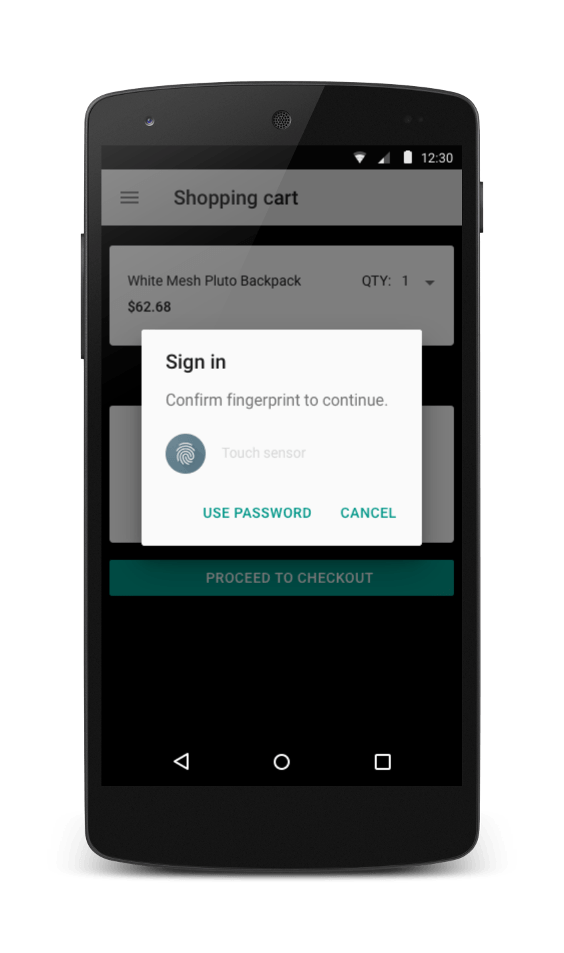 12:30
Shopping cart
White Mesh Pluto Backpack QTY: 1
$62.68
Sign in
Confirm fingerprint to continue.
Touch sensor
USE PASSWORD CANCEL
PROCEED TO CHECKOUT